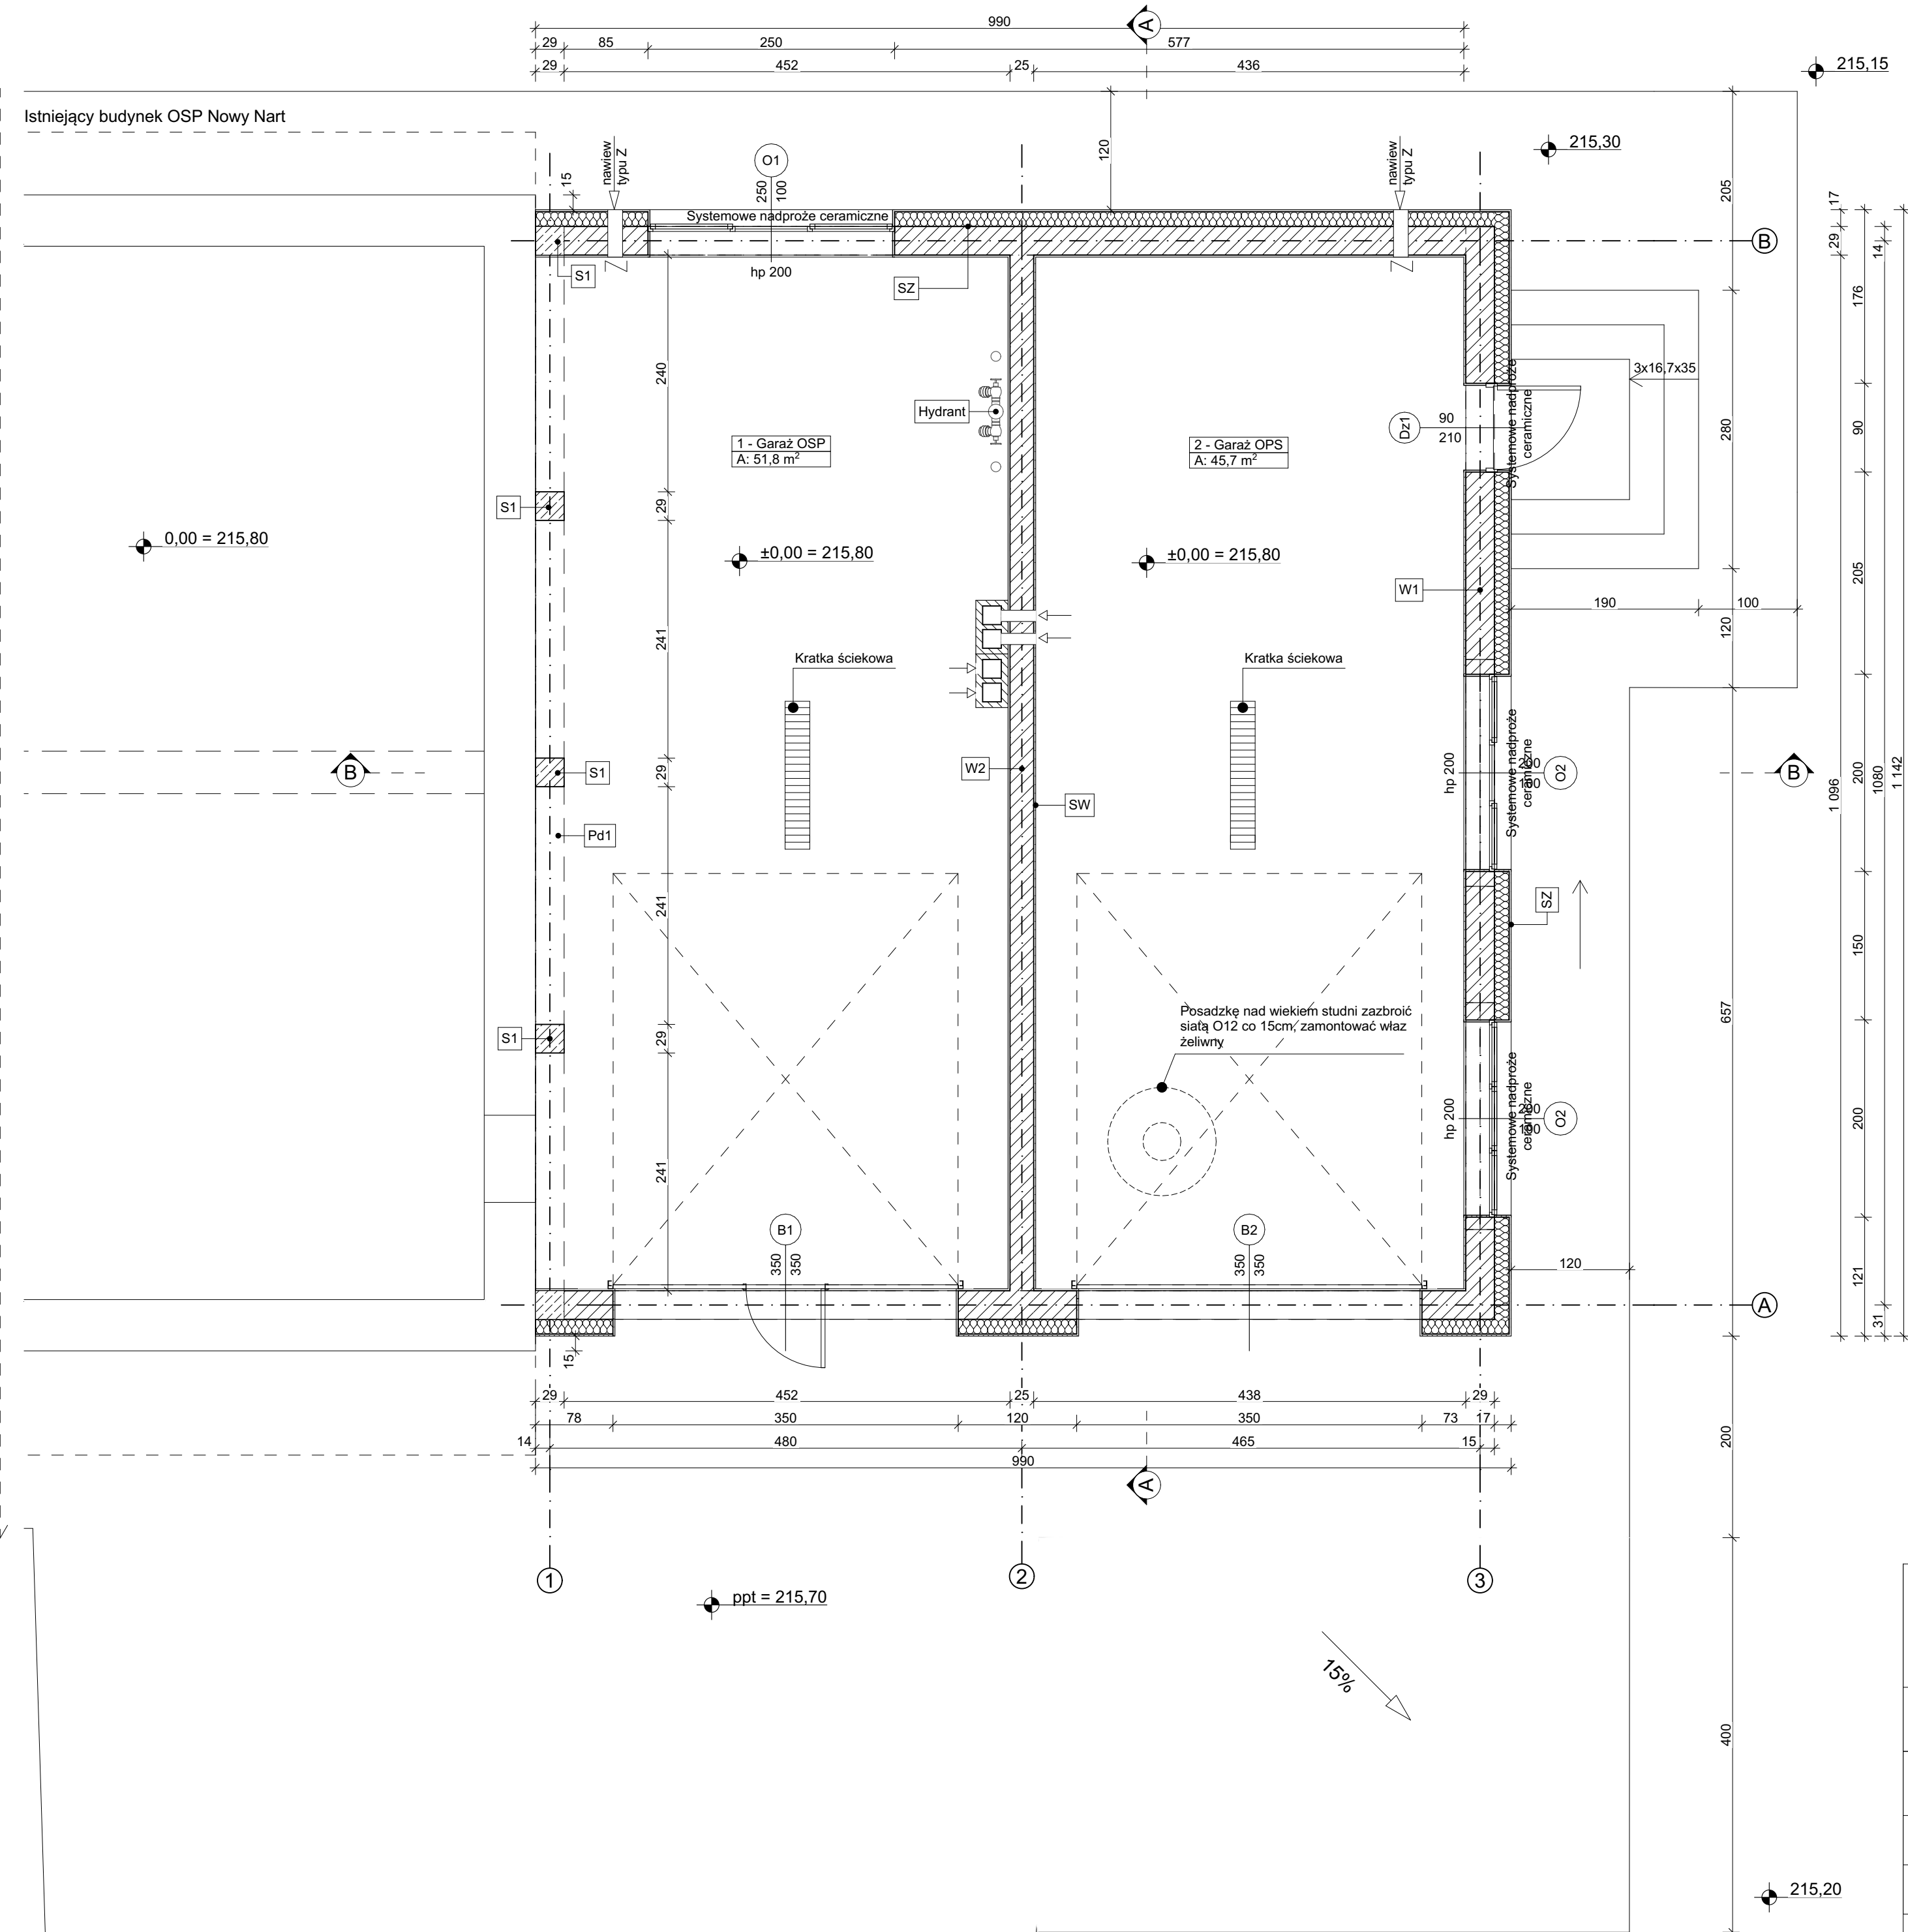 990
A
29 85 250 577
29 452 25 436
215,15
Istniejący budynek OSP Nowy Nart
215,30
120
205
15
nawiew
typu Z
O1
250
100
nawiew
typu Z
17
Systemowe nadproże ceramiczne
B
29
14
S1
hp 200
SZ
176
3x16,7x35
240
Hydrant
Dz1
90
210
Systemowe nadproże
ceramiczne
280
90
1 - Garaż OSP
A: 51,8 m²
2 - Garaż OPS
A: 45,7 m²
S1
29
0,00 = 215,80
±0,00 = 215,80
±0,00 = 215,80
205
W1
190
100
120
241
Kratka ściekowa
Kratka ściekowa
B
S1
29
W2
SW
hp 200
Systemowe nadproże
ceramiczne
200
100
O2
B
200
1 096
1080
1 142
Pd1
241
SZ
150
657
Posadzkę nad wiekiem studni zazbroić
siatą O12 co 15cm, zamontować właz
żeliwny
S1
29
hp 200
Systemowe nadproże
ceramiczne
200
100
O2
200
241
B1
350
350
B2
350
350
120
121
A
31
15
29 452 25 438 29
78 350 120 350 73 17
14 480 465 15
990
200
A
1
2
3
ppt = 215,70
15%
400
215,20